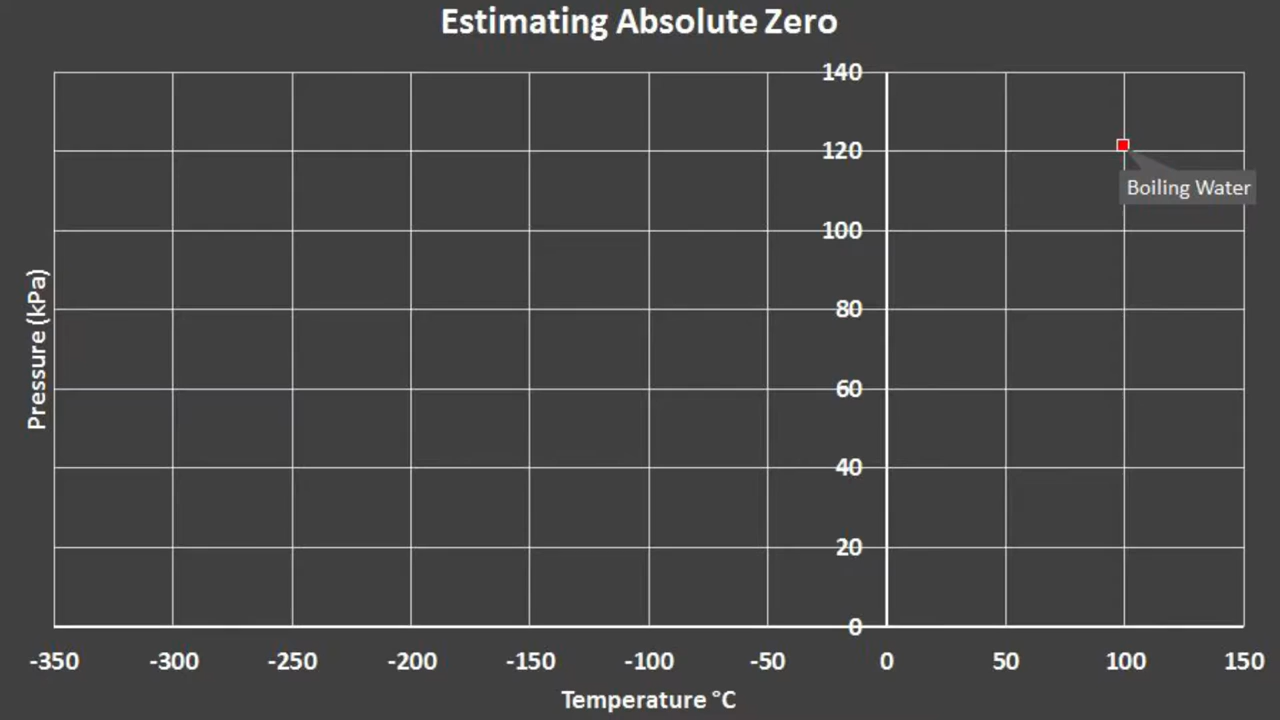 Estimating Absolute Zero
140
120
Boiling Water
100
80
60
40
20
0
Pressure (kPa)
-350 -300 -250 -200 -150 -100 -50 0 50 100 150
Temperature °C